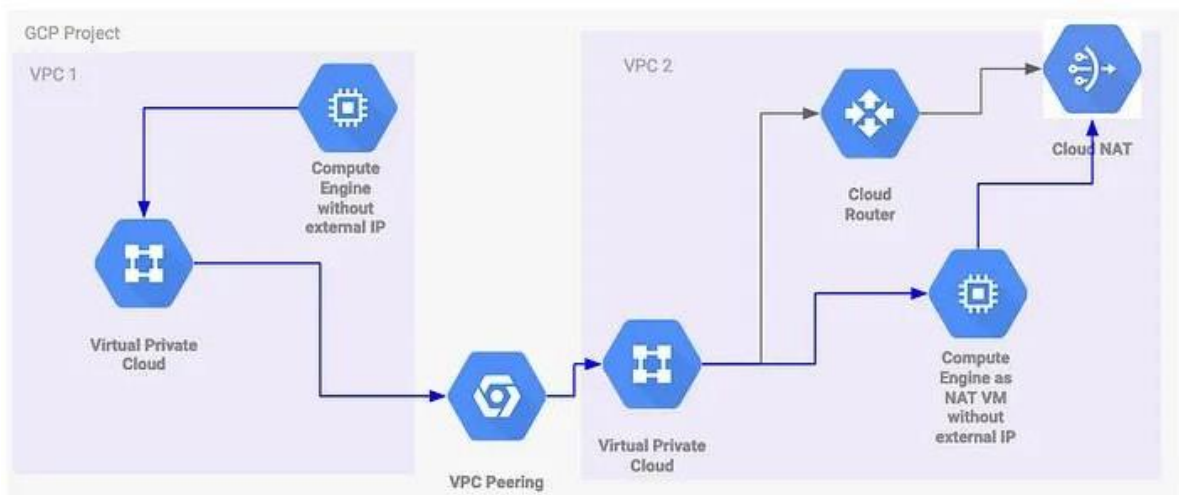 GCP Project
VPC 1
Compute
Engine
without
external IP
Virtual Private
Cloud
VPC Peering
VPC 2
Cloud
Router
Cloud NAT
Virtual Private
Cloud
Compute
Engine as
NAT VM
without
external IP